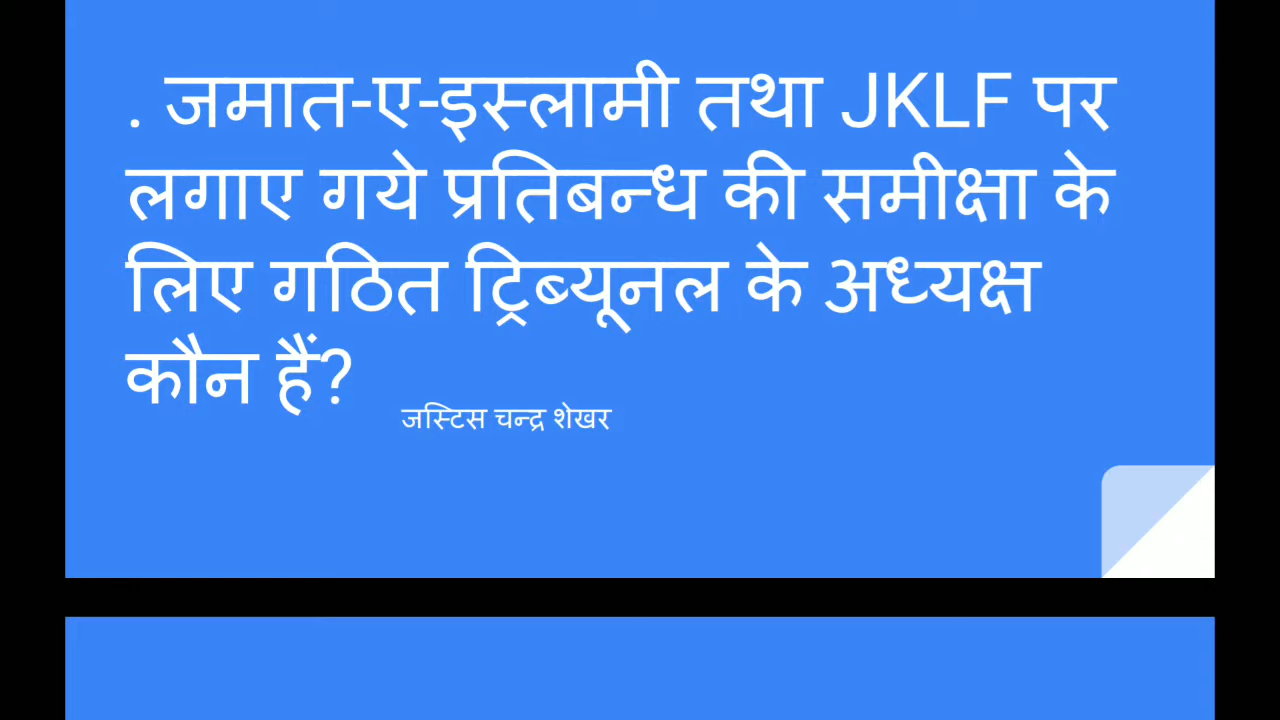 . जमात-ए-इस्लामी तथा JKLF पर
लगाए गये प्रतिबन्ध की समीक्षा के
लिए गठित ट्रिब्यूनल के अध्यक्ष
कौन हैं?
जस्टिस चन्द्र शेखर